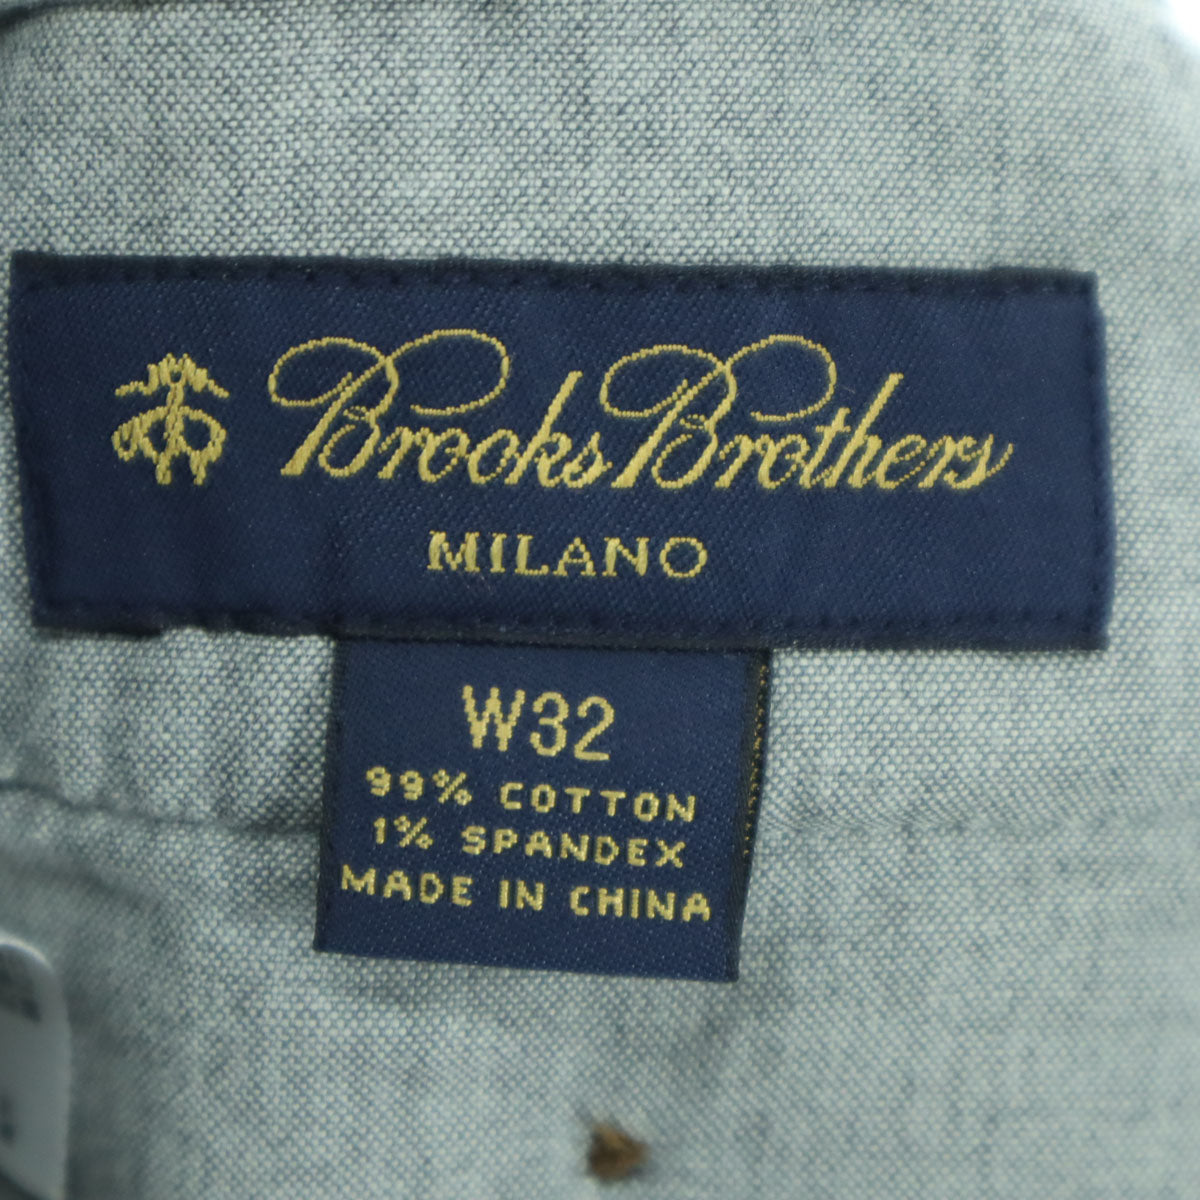 Brooks Brothers
MILANO
W32
99% COTTON
1% SPANDEX
MADE IN CHINA